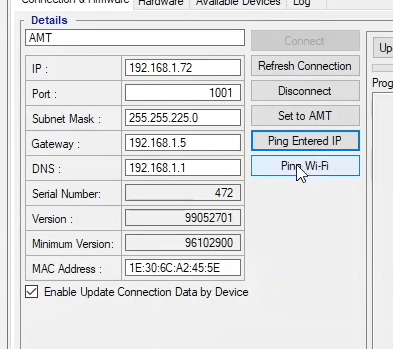 Connection & Firmware Hardware Available Devices Log
Details
AMT
Connect
IP : 192.168.1.72 Refresh Connection
Port : 1001 Disconnect
Subnet Mask : 255.255.225.0 Set to AMT
Gateway : 192.168.1.5 Ping Entered IP
DNS : 192.168.1.1 Ping Wi-Fi
Serial Number: 472
Version : 99052701
Minimum Version: 96102900
MAC Address : 1E:30:6C:A2:45:5E
Enable Update Connection Data by Device